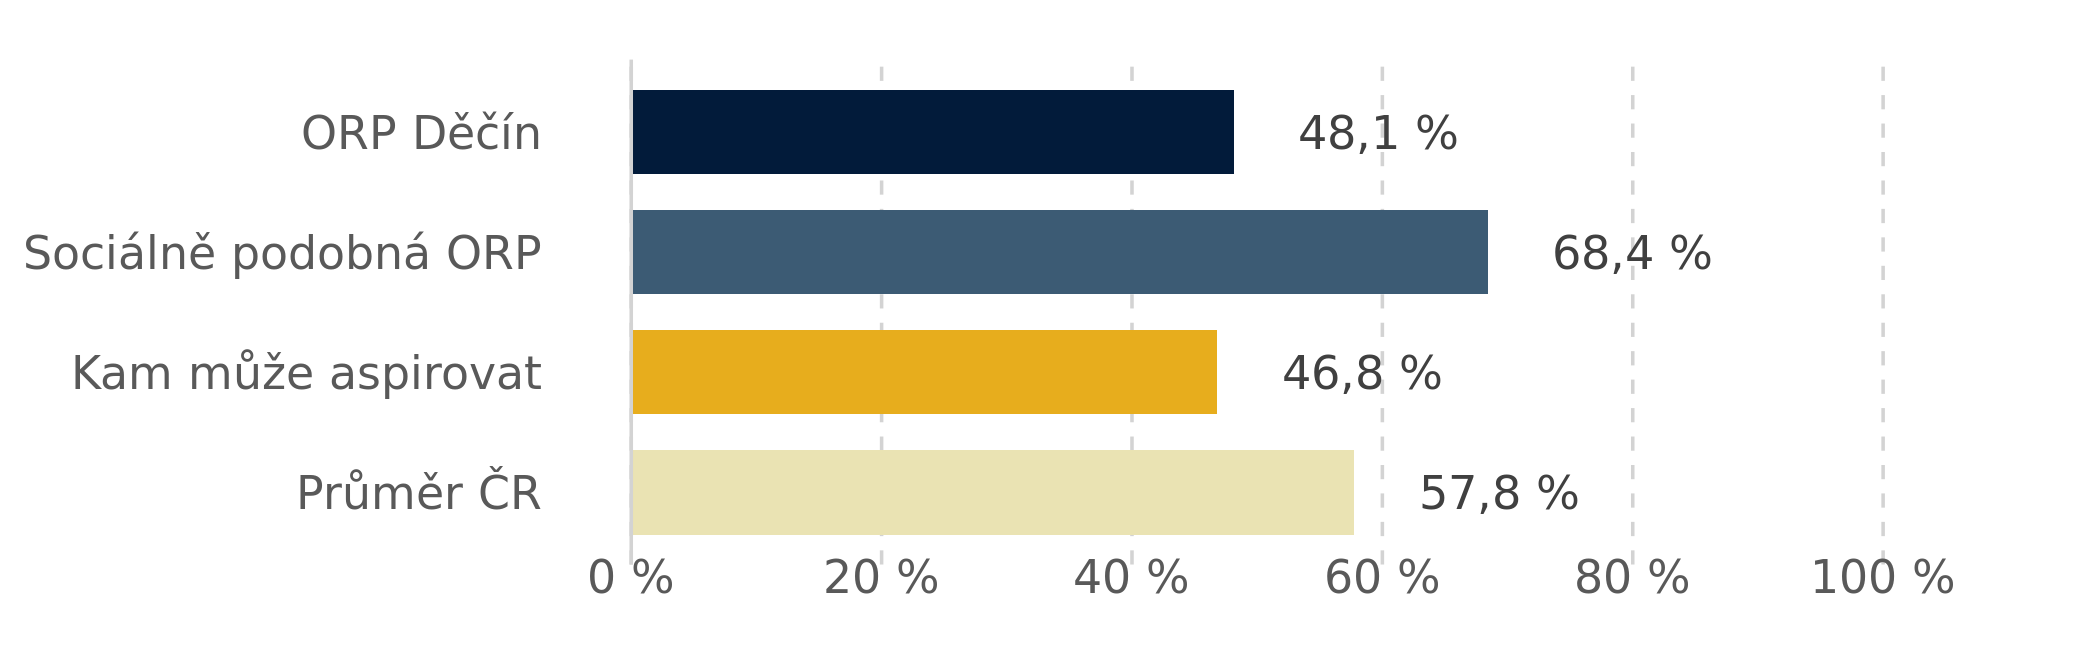 ORP Děčín
48,1 %
Sociálně podobná ORP
68,4 %
Kam může aspirovat
46,8 %
Průměr ČR
57,8 %
0 % 20 % 40 % 60 % 80 % 100 %